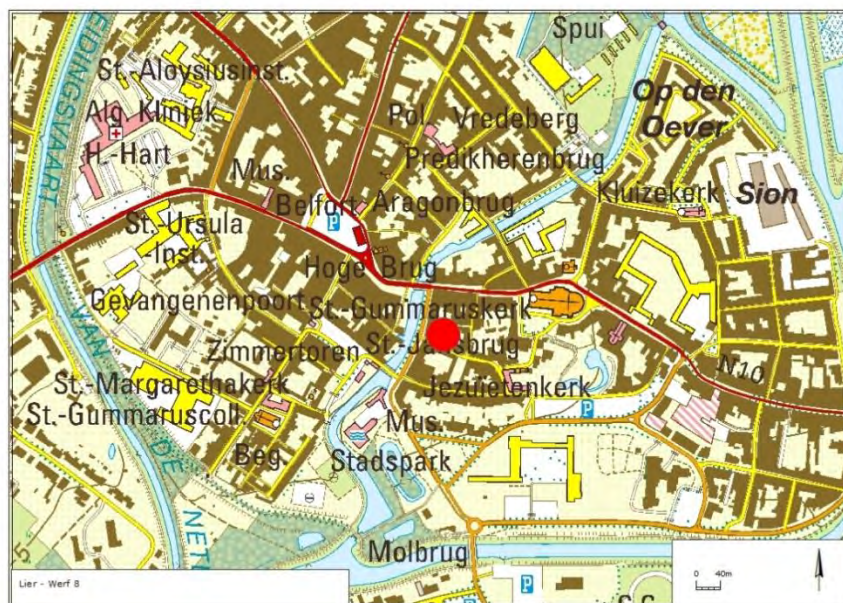 Spui
EIDINGSVAART
St.-Aloysiusinst.
Op den
Oever
Alg. Kliniek
Pol.
Vredeberg
H.-Hart
Predikherenbrug
Mus.
Kluizekerk
Sion
Belfort
Aragonbrug
P
St.-Ursula
-Inst.
Hoge Brug
Gevangenenpoort
St.-Gummaruskerk
VAN
Zimmertoren
St.-Jansbrug
N10
St.-Margarethakerk
Jezuïetenkerk
St.-Gummaruscoll.
Mus.
P
DE
Beg.
Stadspark
NET
Molbrug
Lier - Werf 8
P
0 40m